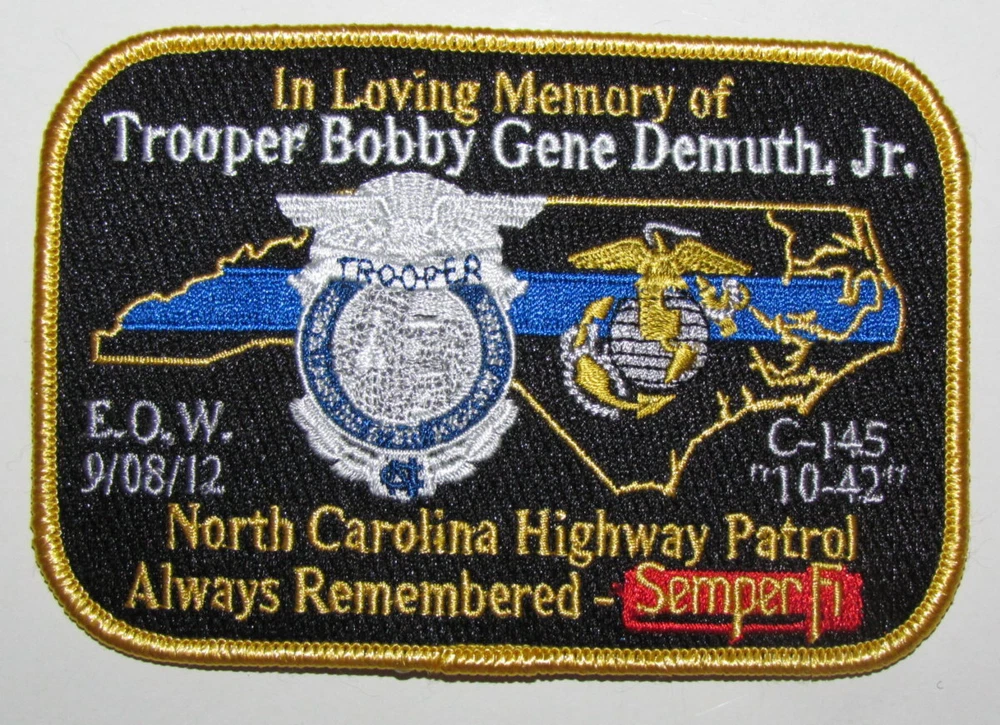 In Loving Memory of
Trooper Bobby Gene Demuth, Jr.
TROOPER
E.O.W.
9/08/12
C-145
"10-42"
North Carolina Highway Patrol
Always Remembered - Semper Fi